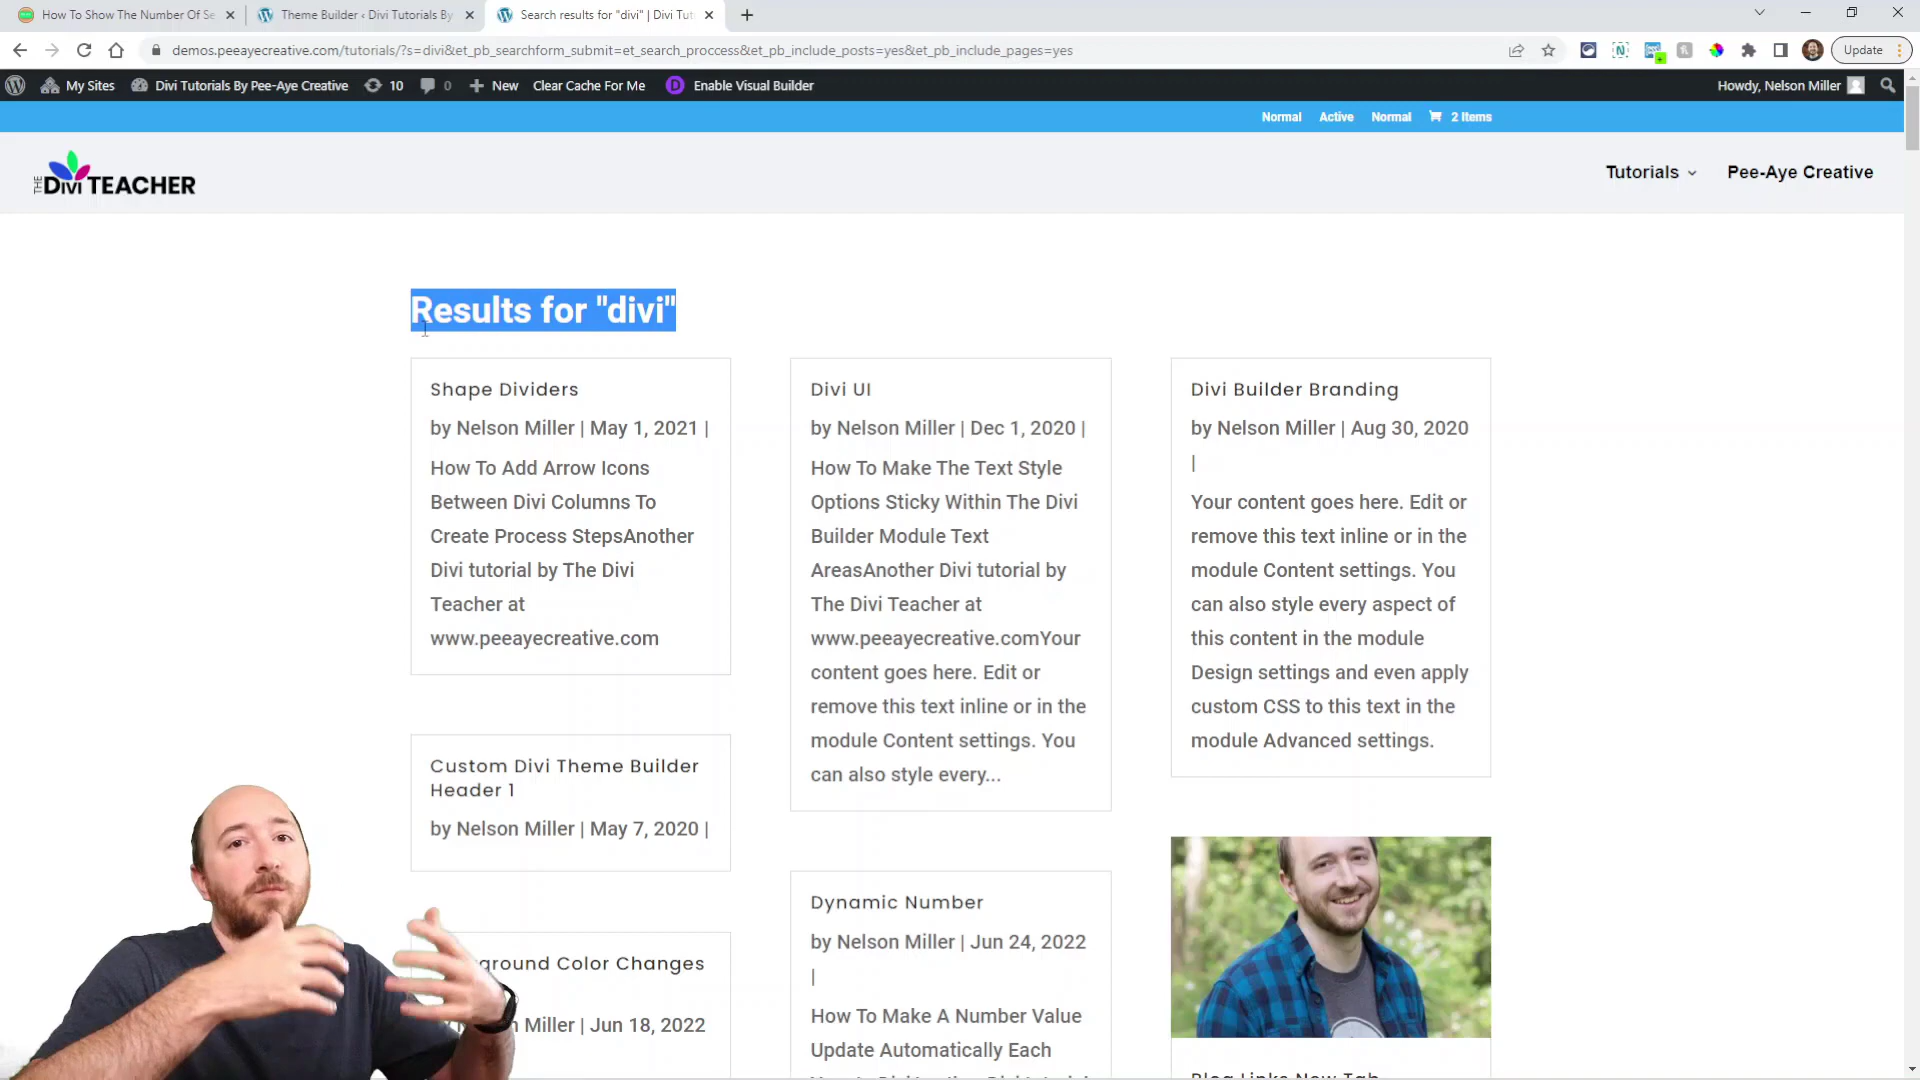 How To Show The Number Of Se
Theme Builder ‹ Divi Tutorials By
Search results for "divi" | Divi Tut
demos.peeayecreative.com/tutorials/?s=divi&et_pb_searchform_submit=et_search_proccess&et_pb_include_posts=yes&et_pb_include_pages=yes
Update
My Sites
Divi Tutorials By Pee-Aye Creative
10
0
New
Clear Cache For Me
Enable Visual Builder
Howdy, Nelson Miller
Normal
Active
Normal
2 Items
THE DIVI TEACHER
Tutorials
Pee-Aye Creative
Results for "divi"
Shape Dividers
by Nelson Miller | May 1, 2021 |
How To Add Arrow Icons
Between Divi Columns To
Create Process StepsAnother
Divi tutorial by The Divi
Teacher at
www.peeayecreative.com
Custom Divi Theme Builder
Header 1
by Nelson Miller | May 7, 2020 |
ground Color Changes
Miller | Jun 18, 2022
Divi UI
by Nelson Miller | Dec 1, 2020 |
How To Make The Text Style
Options Sticky Within The Divi
Builder Module Text
AreasAnother Divi tutorial by
The Divi Teacher at
www.peeayecreative.comYour
content goes here. Edit or
remove this text inline or in the
module Content settings. You
can also style every...
Dynamic Number
by Nelson Miller | Jun 24, 2022
|
How To Make A Number Value
Update Automatically Each
Divi Builder Branding
by Nelson Miller | Aug 30, 2020
|
Your content goes here. Edit or
remove this text inline or in the
module Content settings. You
can also style every aspect of
this content in the module
Design settings and even apply
custom CSS to this text in the
module Advanced settings.
Blog Links New Tab